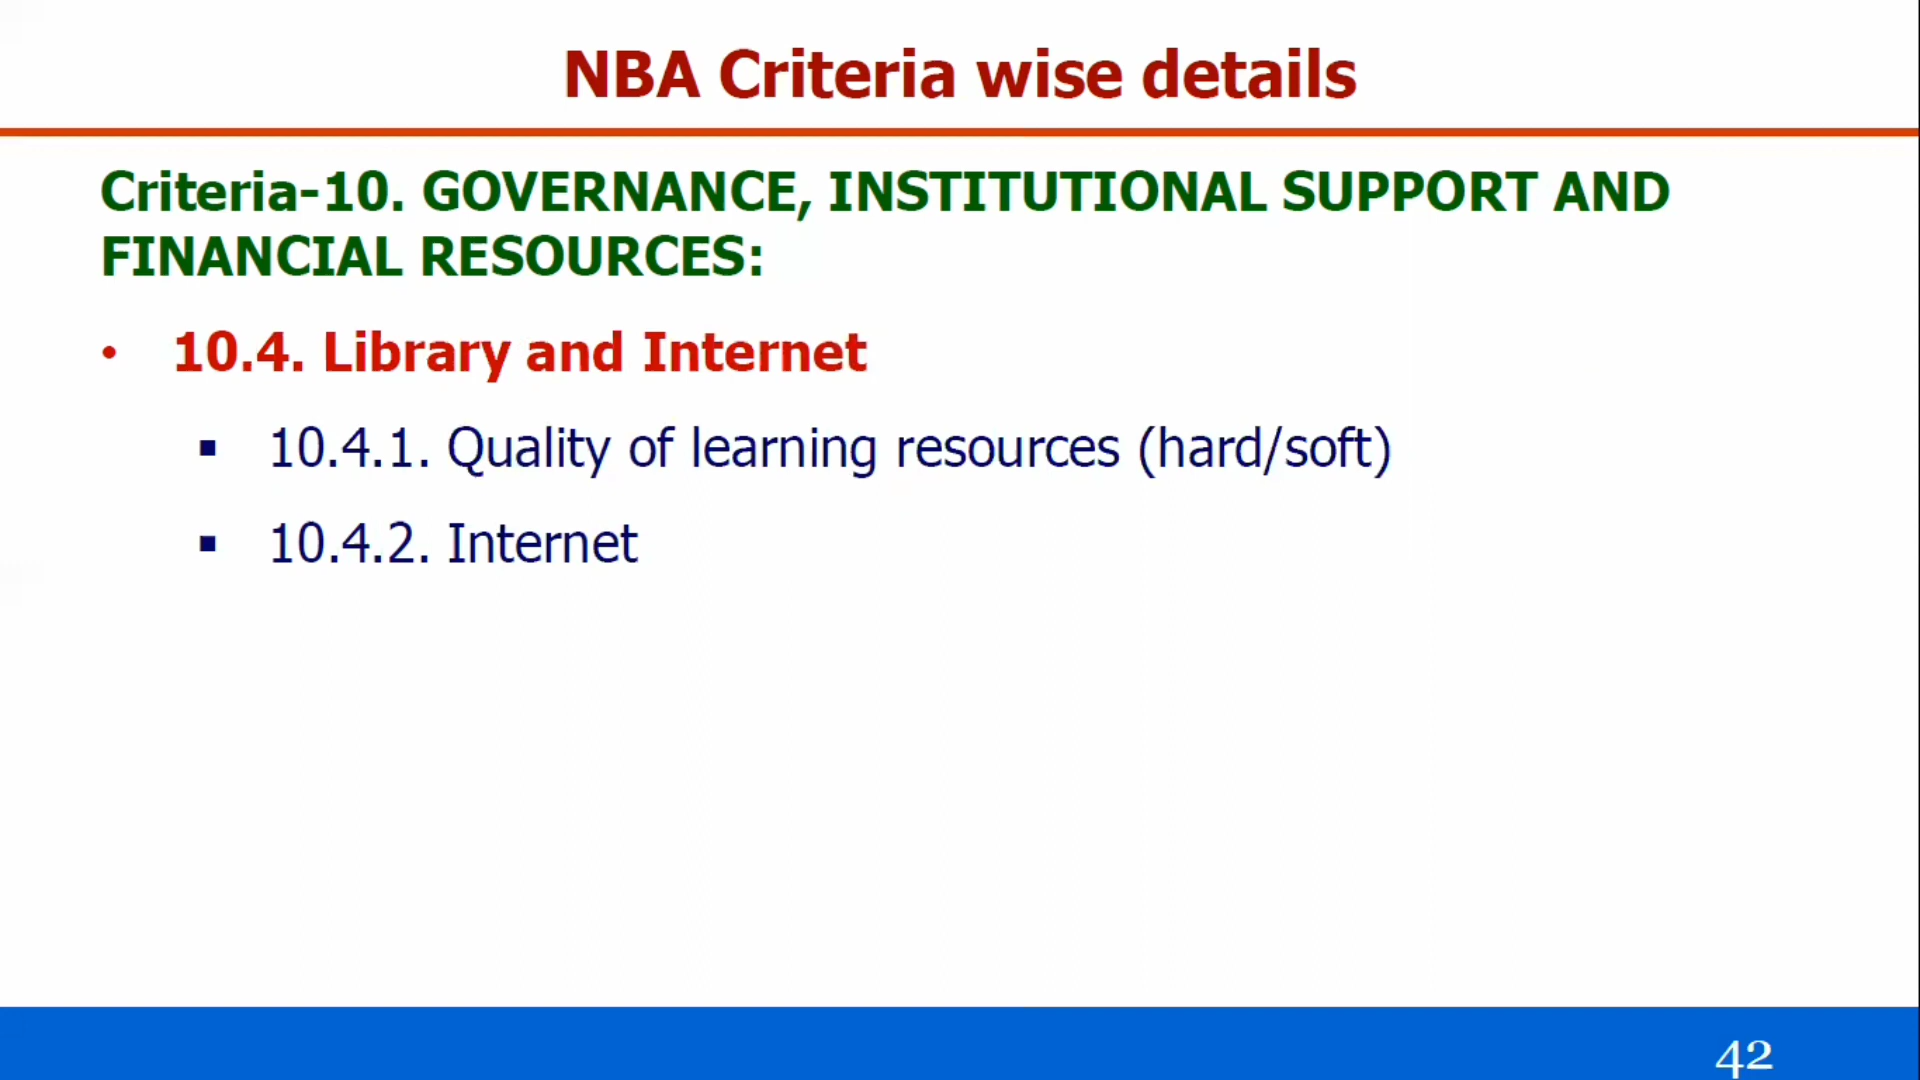 NBA Criteria wise details
Criteria-10. GOVERNANCE, INSTITUTIONAL SUPPORT AND
FINANCIAL RESOURCES:
• 10.4. Library and Internet
▪ 10.4.1. Quality of learning resources (hard/soft)
▪ 10.4.2. Internet
42